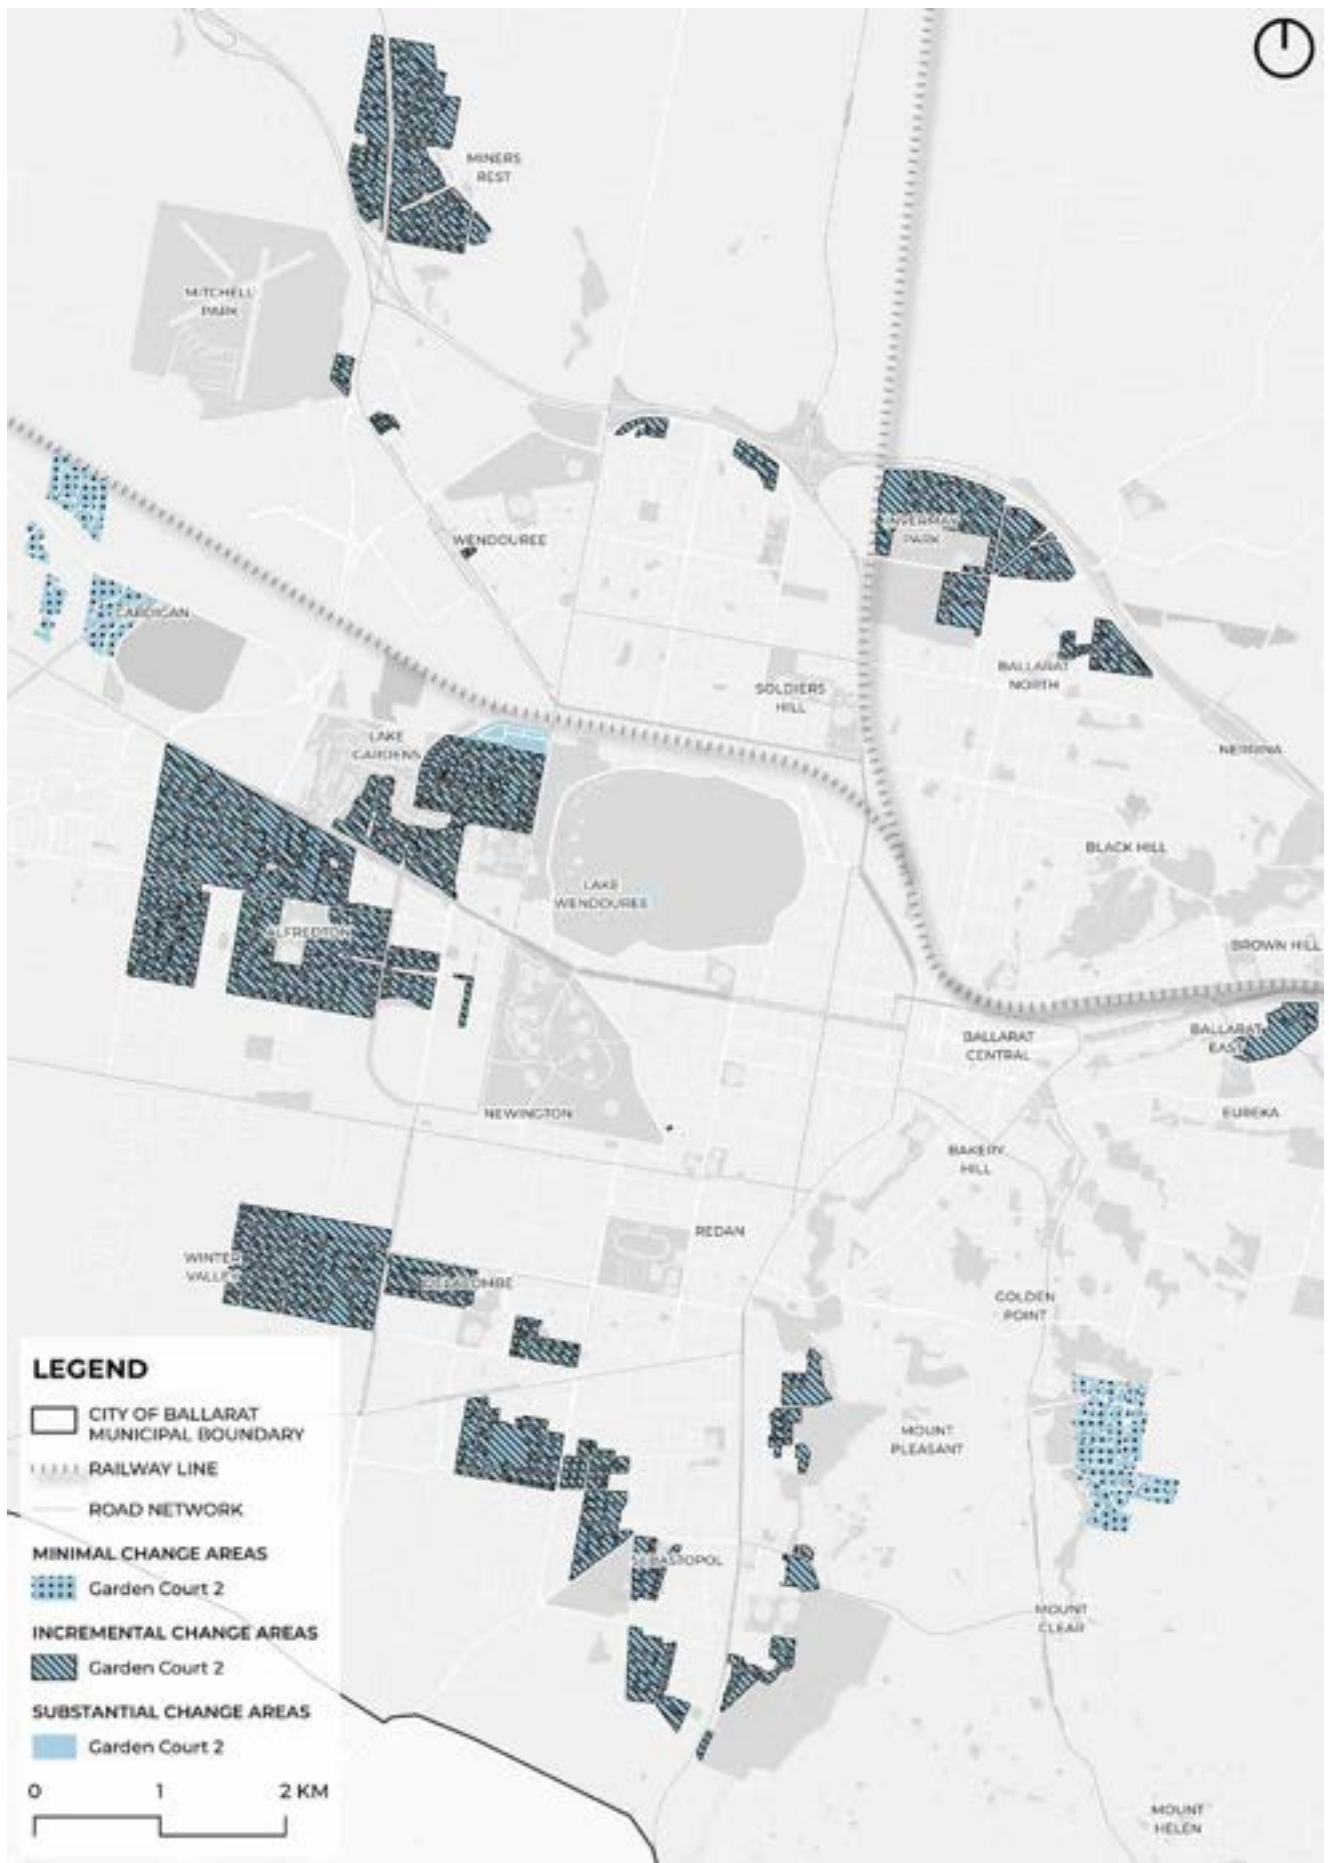 MINERS
REST
MITCHELL
PARK
WENDOUREE
INVERMAY
PARK
CARDIGAN
BALLARAT
NORTH
SOLDIERS
HILL
LAKE
GARDENS
NERRINA
BLACK HILL
LAKE
WENDOUREE
ALFREDTON
BROWN HILL
BALLARAT
CENTRAL
BALLARAT
EAST
NEWINGTON
EUREKA
BAKERY
HILL
REDAN
WINTER
VALLEY
DELACOMBE
GOLDEN
POINT
MOUNT
PLEASANT
SEBASTOPOL
MOUNT
CLEAR
MOUNT
HELEN
LEGEND
CITY OF BALLARAT
MUNICIPAL BOUNDARY
RAILWAY LINE
ROAD NETWORK
MINIMAL CHANGE AREAS
Garden Court 2
INCREMENTAL CHANGE AREAS
Garden Court 2
SUBSTANTIAL CHANGE AREAS
Garden Court 2
0 1 2 KM